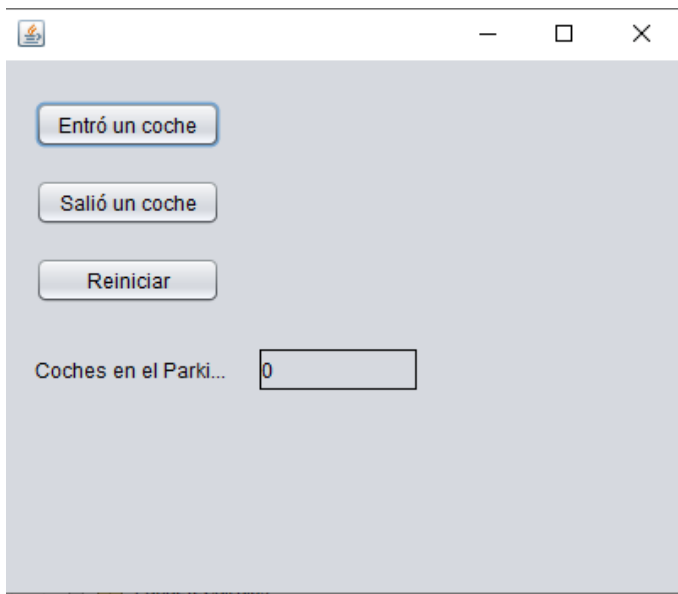 Entró un coche
Salió un coche
Reiniciar
Coches en el Parki... 0